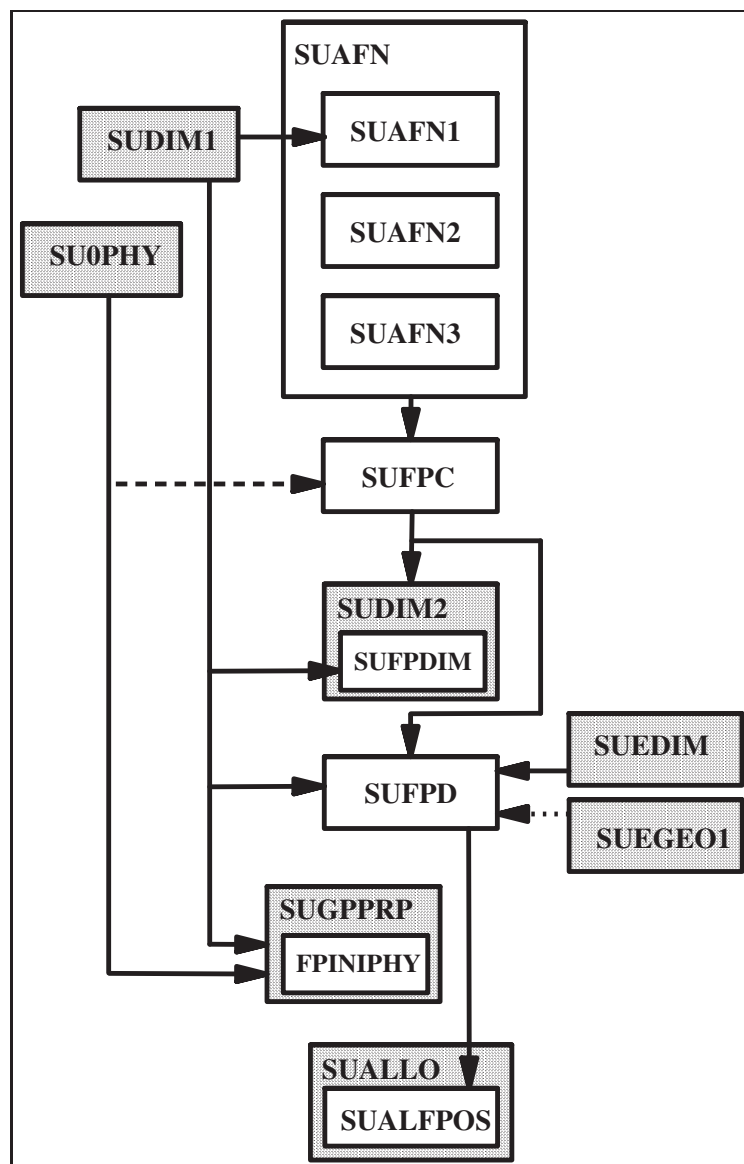 SUAFN
SUDIM1
SUAFN1
SUAFN2
SU0PHY
SUAFN3
SUFPC
SUDIM2
SUFPDIM
SUEDIM
SUFPD
SUEGEO1
SUGPPRP
FPINIPHY
SUALLO
SUALFPOS